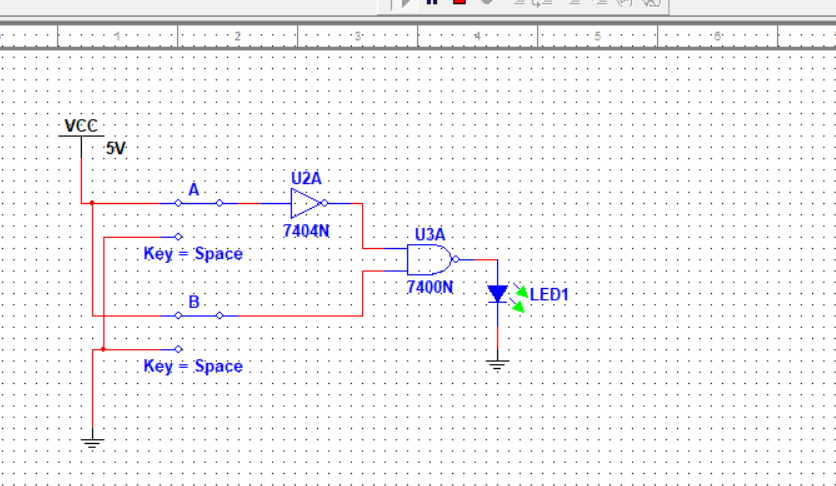 1 2 3 4 5 6
VCC
5V
A
U2A
7404N
Key = Space
U3A
7400N
B
LED1
Key = Space